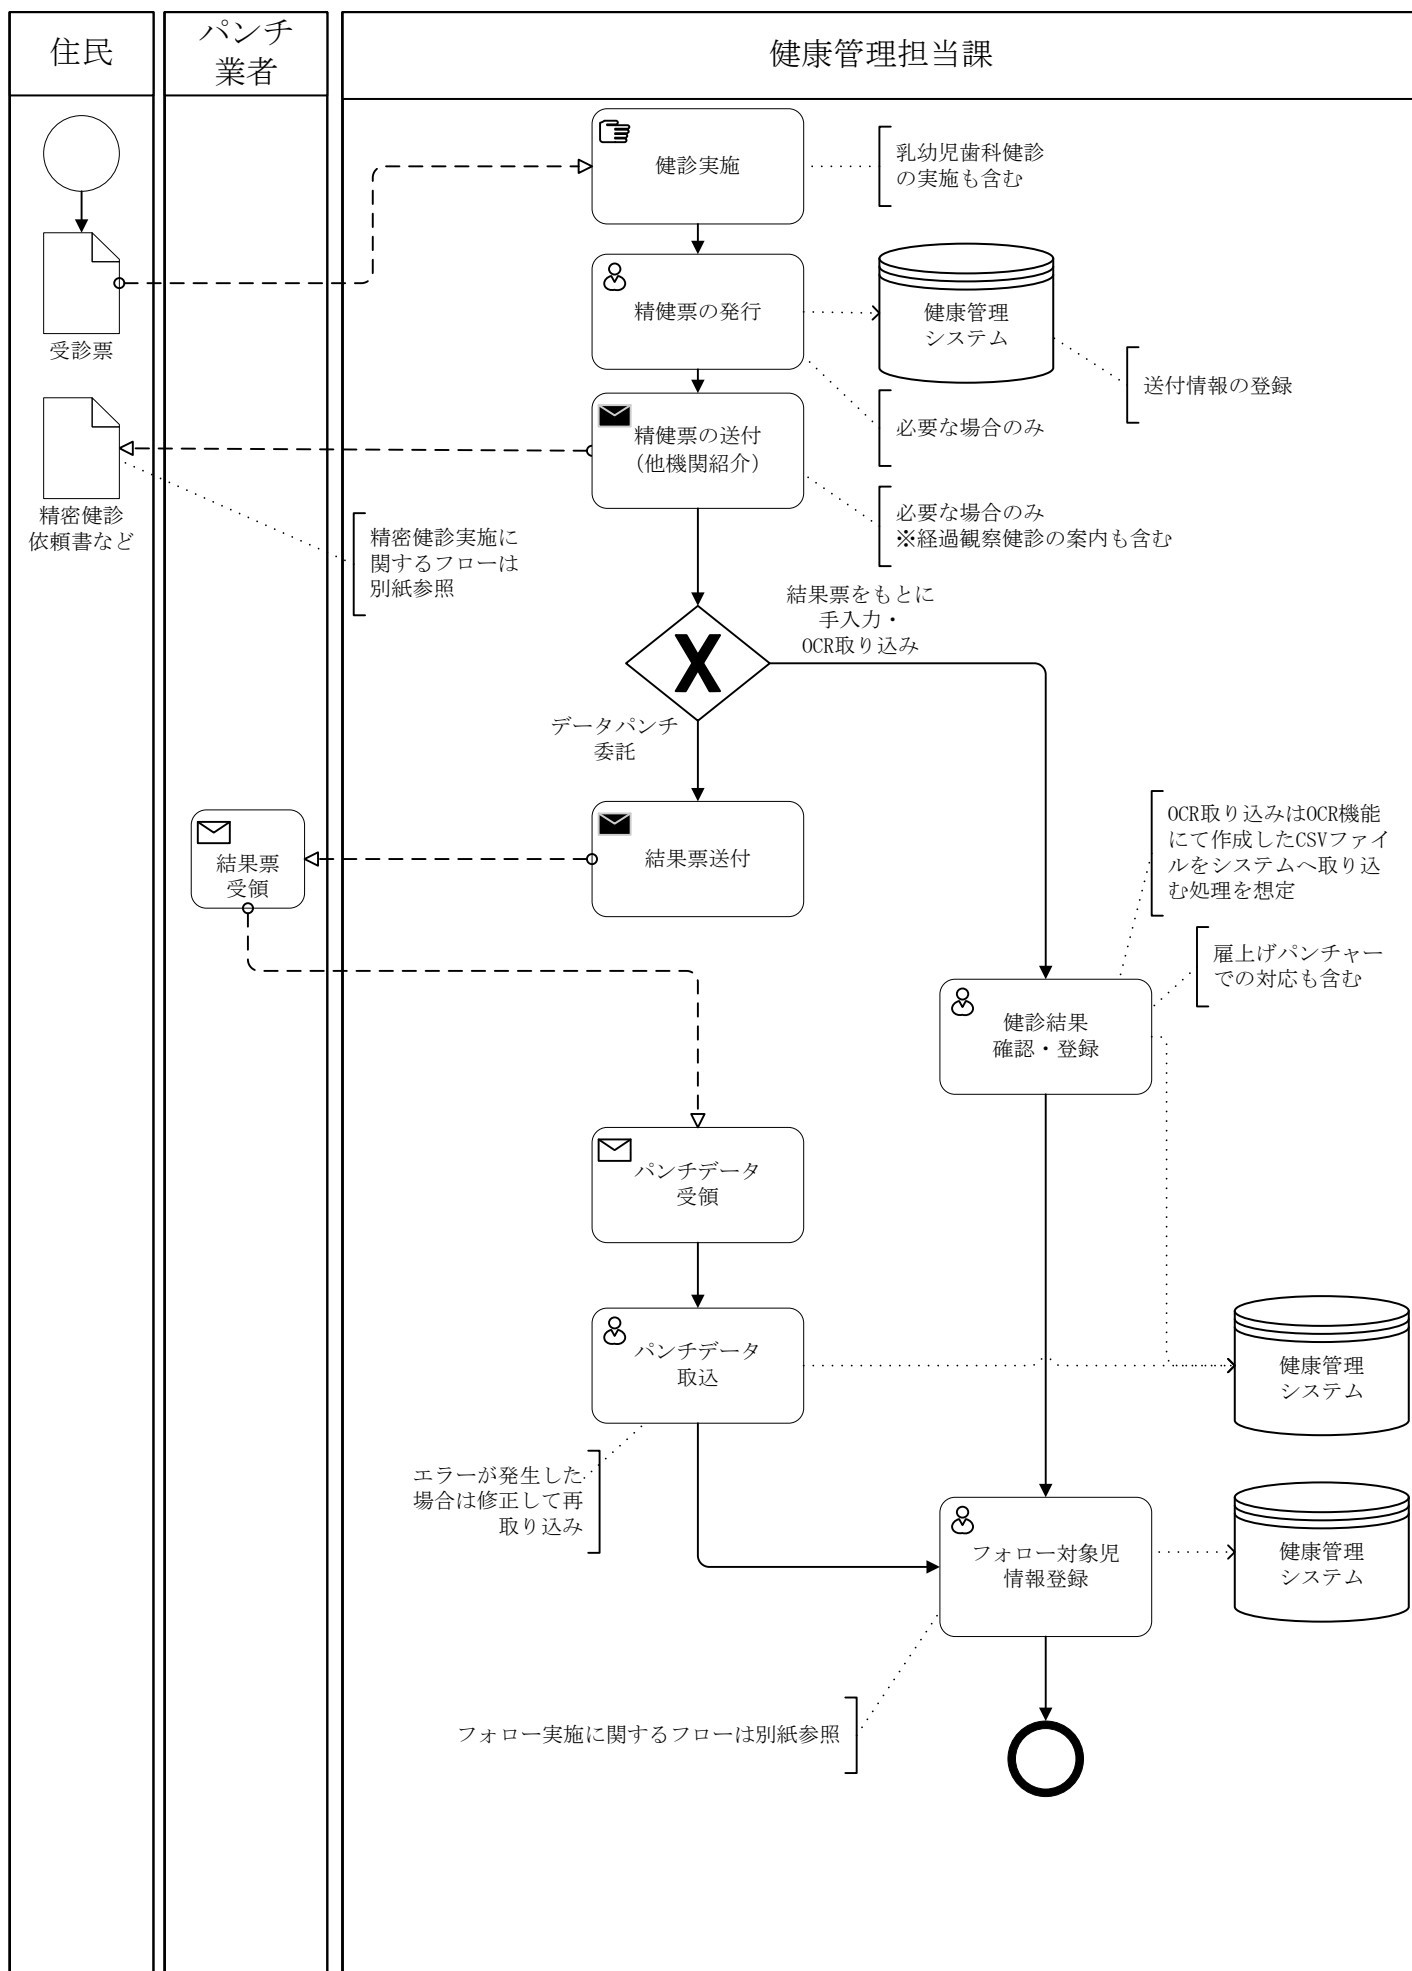 住民
パンチ
業者
健康管理担当課
健診実施
乳幼児歯科健診
の実施も含む
受診票
精健票の発行
健康管理
システム
送付情報の登録
必要な場合のみ
精健票の送付
（他機関紹介）
必要な場合のみ
※経過観察健診の案内も含む
精密健診
依頼書など
精密健診実施に
関するフローは
別紙参照
結果票をもとに
手入力・
OCR取り込み
データパンチ
委託
結果票
受領
結果票送付
OCR取り込みはOCR機能
にて作成したCSVファイ
ルをシステムへ取り込
む処理を想定
雇上げパンチャー
での対応も含む
健診結果
確認・登録
パンチデータ
受領
パンチデータ
取込
健康管理
システム
エラーが発生した
場合は修正して再
取り込み
フォロー対象児
情報登録
健康管理
システム
フォロー実施に関するフローは別紙参照